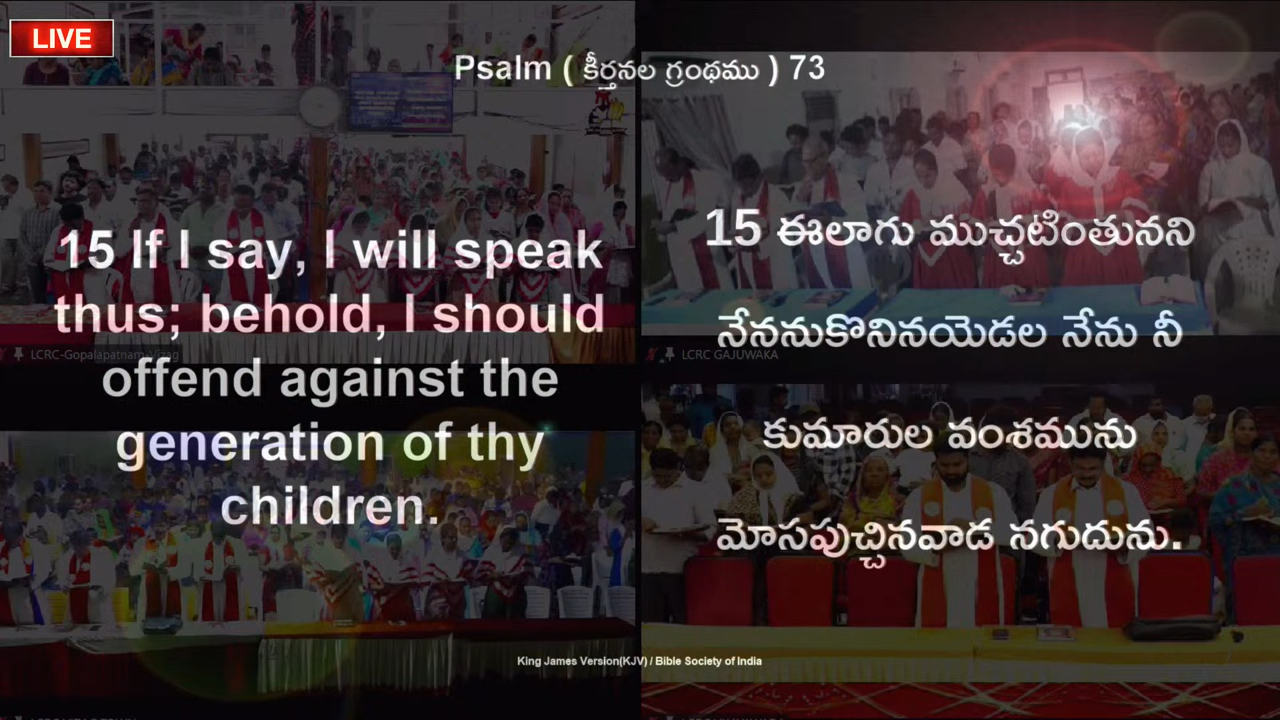 LIVE
Psalm ( కీర్తనల గ్రంథము ) 73
15 If I say, I will speak
thus; behold, I should
offend against the
generation of thy
children.
15 ఈలాగు ముచ్చటింతునని
నేననుకొనినయెడల నేను నీ
కుమారుల వంశమును
మోసపుచ్చినవాడ నగుదును.
LCRC-Gopalapatnam-Vizag
LCRC GAJUWAKA
King James Version(KJV) / Bible Society of India